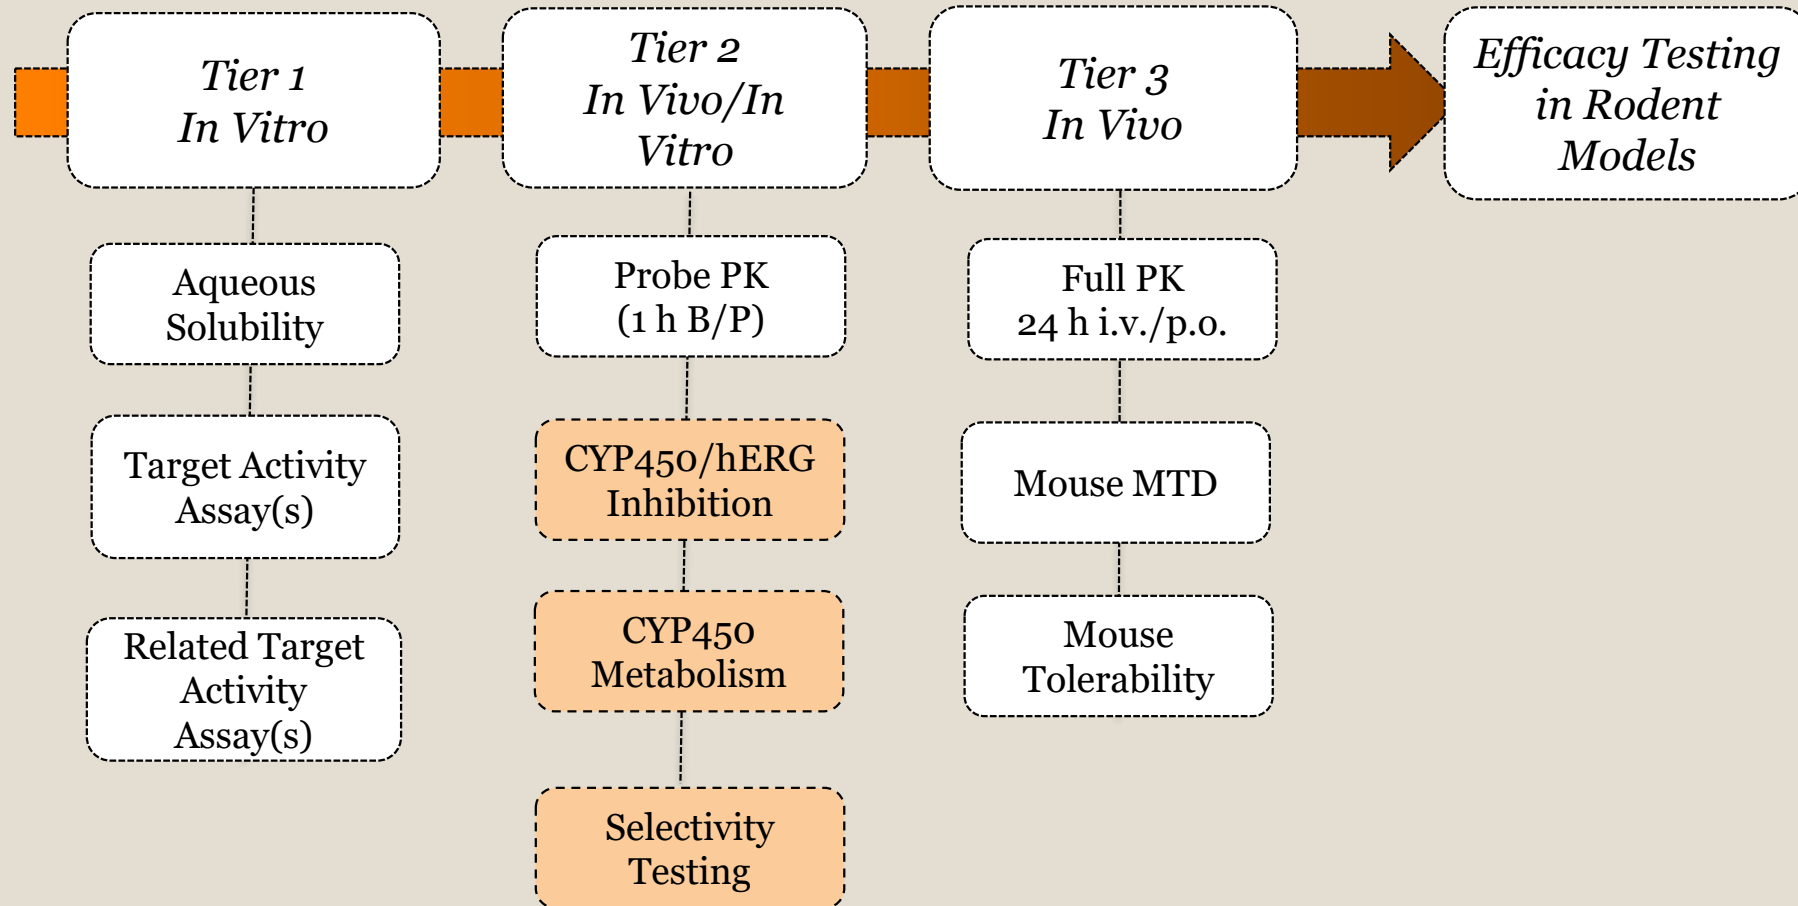 Tier 1
In Vitro
Tier 2
In Vivo/In
Vitro
Tier 3
In Vivo
Efficacy Testing
in Rodent
Models
Aqueous
Solubility
Target Activity
Assay(s)
Related Target
Activity
Assay(s)
Probe PK
(1 h B/P)
CYP450/hERG
Inhibition
CYP450
Metabolism
Selectivity
Testing
Full PK
24 h i.v./p.o.
Mouse MTD
Mouse
Tolerability